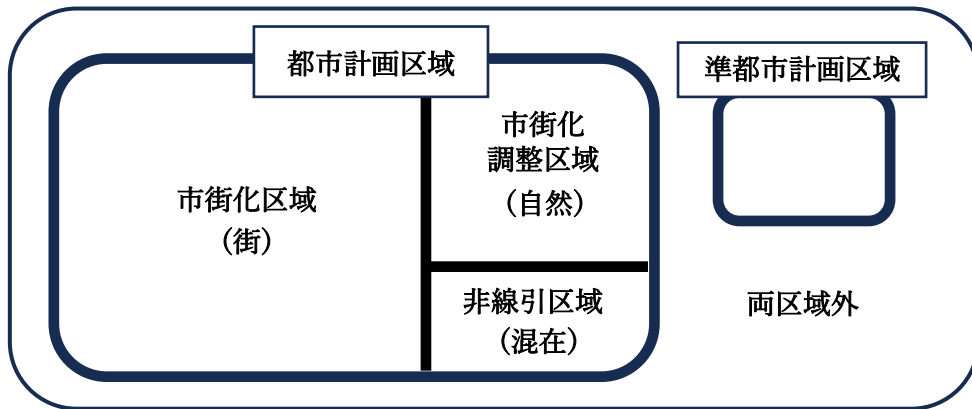 都市計画区域
準都市計画区域
市街化区域
(街)
市街化
調整区域
(自然)
非線引区域
(混在)
両区域外